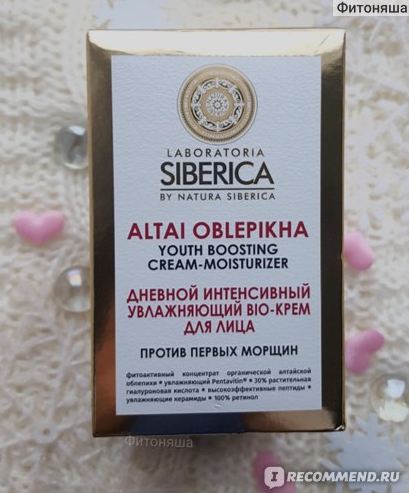 Фитоняша
LABORATORIA
SIBERICA
BY NATURA SIBERICA
ALTAI OBLEPIKHA
YOUTH BOOSTING
CREAM-MOISTURIZER
ДНЕВНОЙ ИНТЕНСИВНЫЙ
УВЛАЖНЯЮЩИЙ BIO-КРЕМ
ДЛЯ ЛИЦА
ПРОТИВ ПЕРВЫХ МОРЩИН
фитоактивный концентрат органической алтайской
облепихи • увлажняющий Pentavitin® • 30% растительная
гиалуроновая кислота • высокоэффективные пептиды •
увлажняющие керамиды • 100% ретинол
Фитоняша
IRECOMMEND.RU